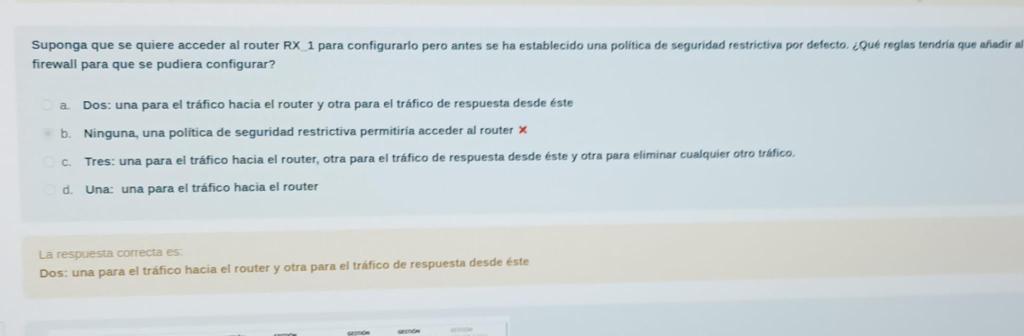 Suponga que se quiere acceder al router RX_1 para configurarlo pero antes se ha establecido una política de seguridad restrictiva por defecto. ¿Qué reglas tendría que añadir al
firewall para que se pudiera configurar?
a. Dos: una para el tráfico hacia el router y otra para el tráfico de respuesta desde éste
b. Ninguna, una política de seguridad restrictiva permitiría acceder al router ✕
c. Tres: una para el tráfico hacia el router, otra para el tráfico de respuesta desde éste y otra para eliminar cualquier otro tráfico.
d. Una: una para el tráfico hacia el router
La respuesta correcta es:
Dos: una para el tráfico hacia el router y otra para el tráfico de respuesta desde éste
GESTIÓN GESTIÓN